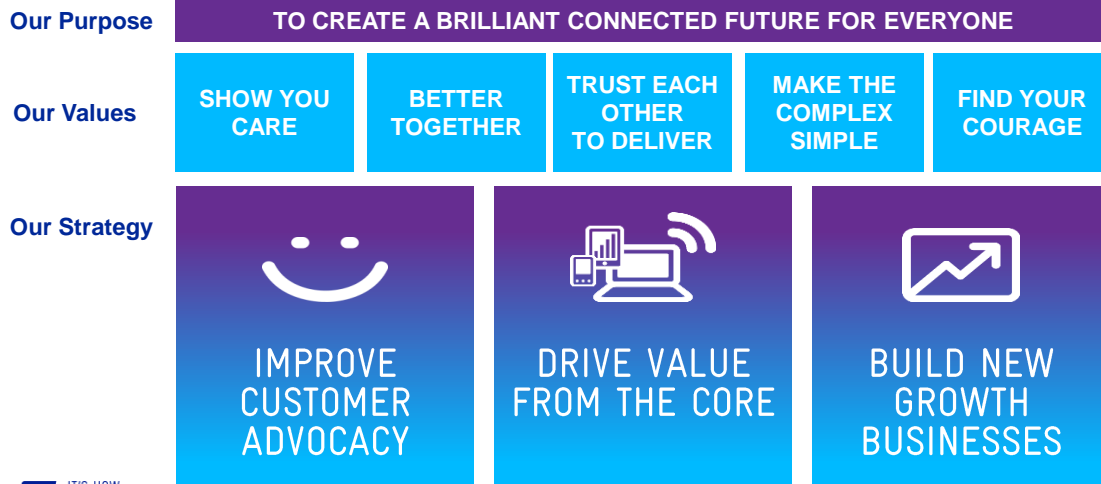 Our Purpose
TO CREATE A BRILLIANT CONNECTED FUTURE FOR EVERYONE
Our Values
SHOW YOU
CARE
BETTER
TOGETHER
TRUST EACH
OTHER
TO DELIVER
MAKE THE
COMPLEX
SIMPLE
FIND YOUR
COURAGE
Our Strategy
IMPROVE
CUSTOMER
ADVOCACY
DRIVE VALUE
FROM THE CORE
BUILD NEW
GROWTH
BUSINESSES
IT'S HOW